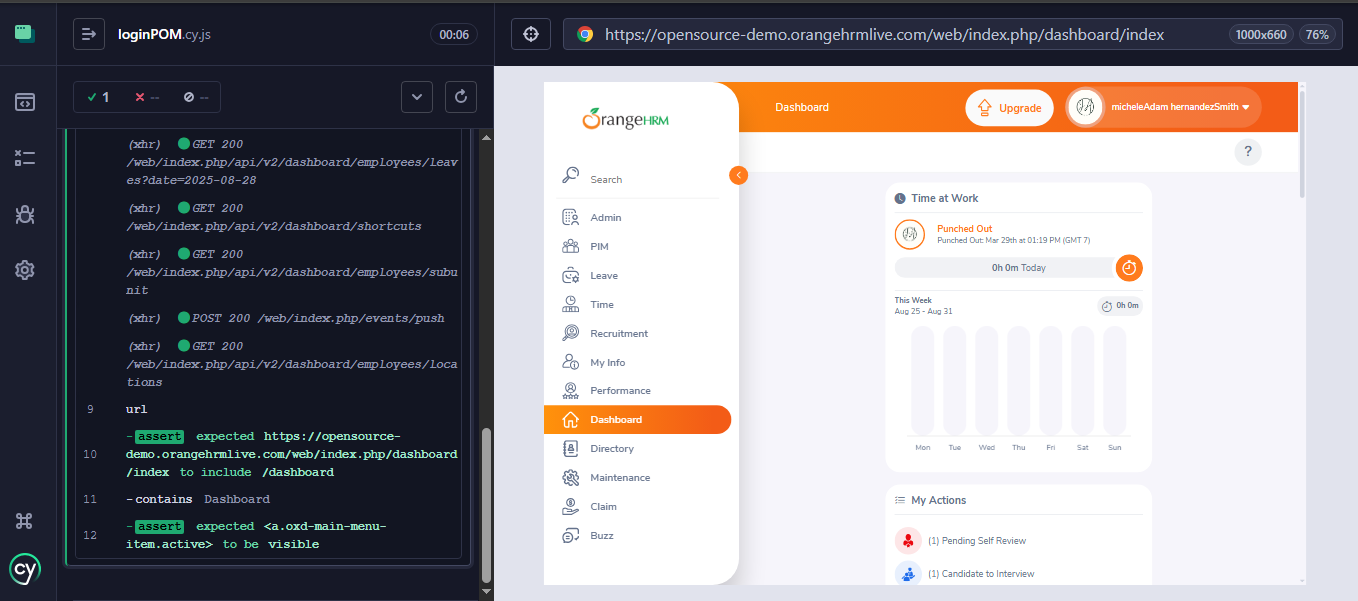 loginPOM.cy.js
00:06
1
--
--
(xhr) GET 200
/web/index.php/api/v2/dashboard/employees/leav
es?date=2025-08-28
(xhr) GET 200
/web/index.php/api/v2/dashboard/shortcuts
(xhr) GET 200
/web/index.php/api/v2/dashboard/employees/subu
nit
(xhr) POST 200 /web/index.php/events/push
(xhr) GET 200
/web/index.php/api/v2/dashboard/employees/loca
tions
9 url
10 -assert expected https://opensource-
demo.orangehrmlive.com/web/index.php/dashboard
/index to include /dashboard
11 -contains Dashboard
12 -assert expected <a.oxd-main-menu-
item.active> to be visible
cy
https://opensource-demo.orangehrmlive.com/web/index.php/dashboard/index
1000x660
76%
OrangeHRM
Search
Admin
PIM
Leave
Time
Recruitment
My Info
Performance
Dashboard
Directory
Maintenance
Claim
Buzz
Dashboard
Upgrade
micheleAdam hernandezSmith
?
Time at Work
Punched Out
Punched Out: Mar 29th at 01:19 PM (GMT 7)
0h 0m Today
This Week
Aug 25 - Aug 31
0h 0m
Mon Tue Wed Thu Fri Sat Sun
My Actions
(1) Pending Self Review
(1) Candidate to Interview